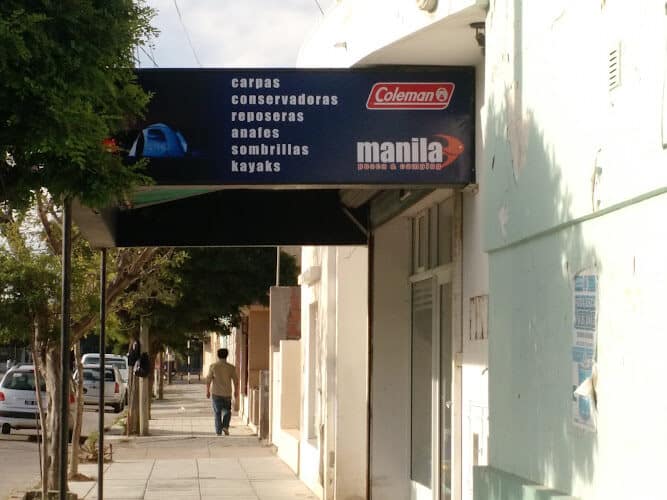 carpas
conservadoras
reposeras
anafes
sombrillas
kayaks
Coleman
manila
pesca & camping